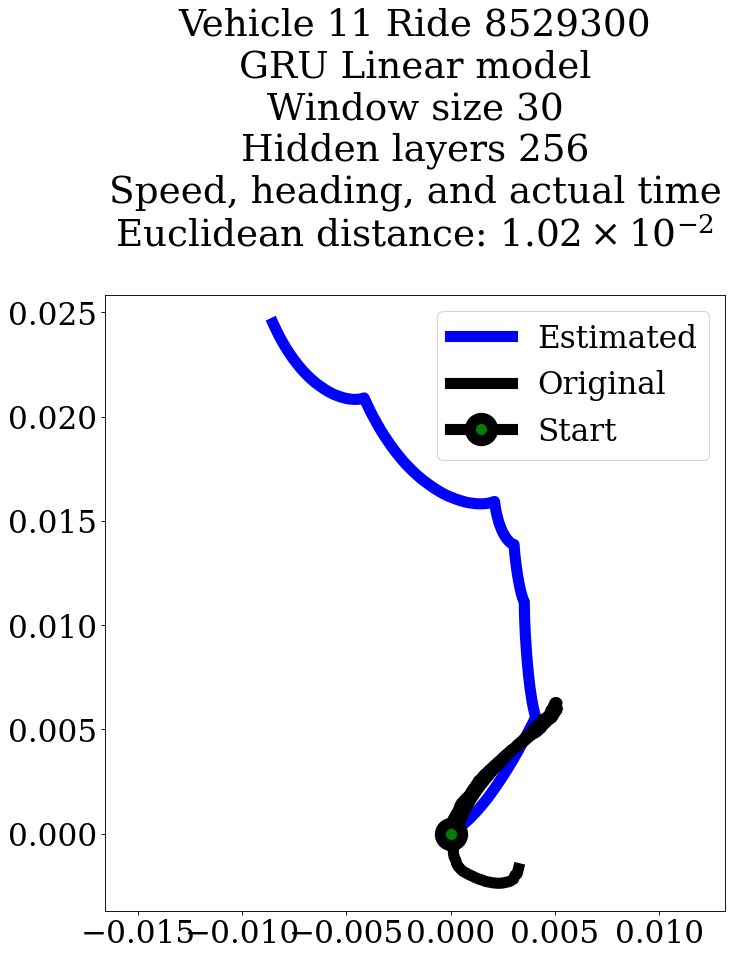 Vehicle 11 Ride 8529300
GRU Linear model
Window size 30
Hidden layers 256
Speed, heading, and actual time
Euclidean distance: 1.02 × 10⁻²
Estimated
Original
Start
0.025
0.020
0.015
0.010
0.005
0.000
−0.015
−0.010
−0.005
0.000
0.005
0.010